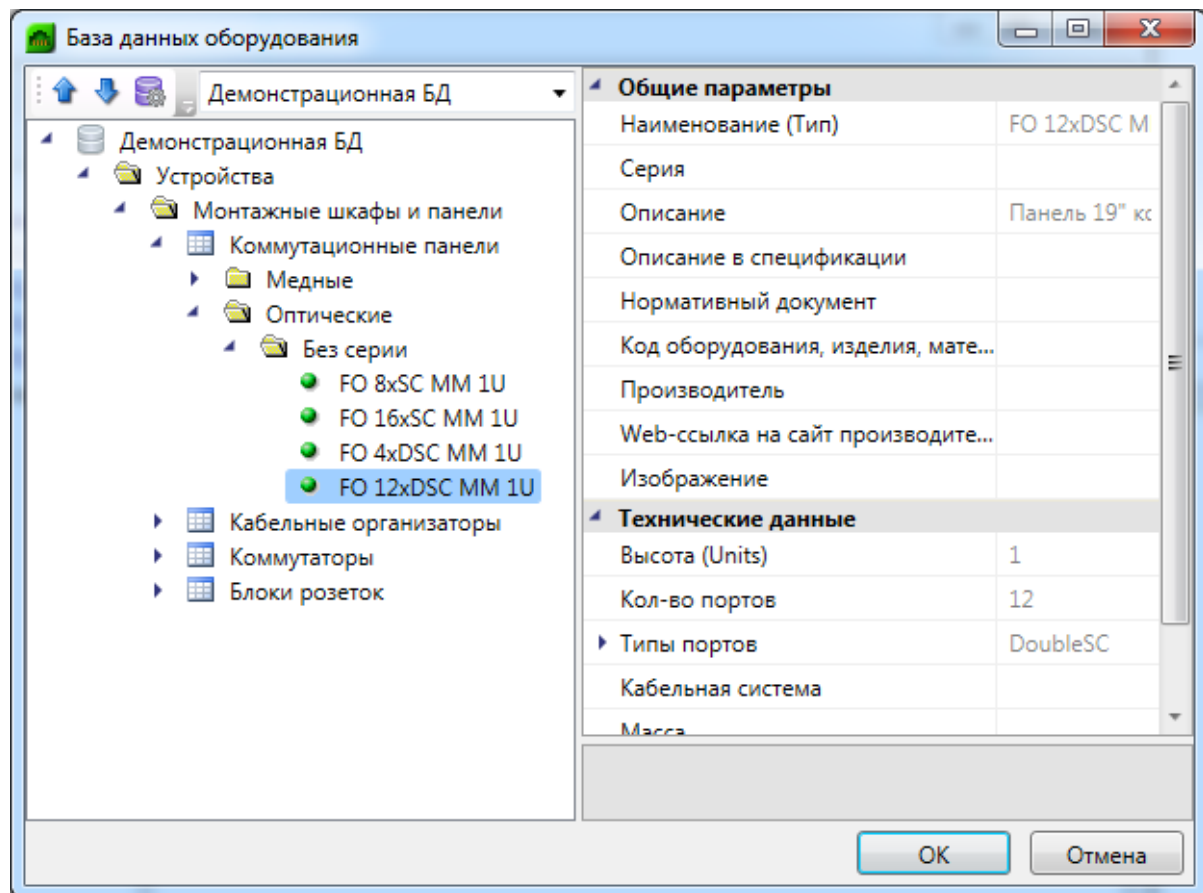 База данных оборудования
Демонстрационная БД
Демонстрационная БД
Устройства
Монтажные шкафы и панели
Коммутационные панели
Медные
Оптические
Без серии
FO 8xSC MM 1U
FO 16xSC MM 1U
FO 4xDSC MM 1U
FO 12xDSC MM 1U
Кабельные организаторы
Коммутаторы
Блоки розеток
Общие параметры
Наименование (Тип) FO 12xDSC M
Серия
Описание Панель 19" кс
Описание в спецификации
Нормативный документ
Код оборудования, изделия, мате...
Производитель
Web-ссылка на сайт производите...
Изображение
Технические данные
Высота (Units) 1
Кол-во портов 12
Типы портов DoubleSC
Кабельная система
Масса
OK Отмена